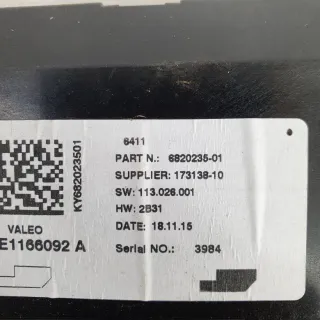 6411
PART N.: 6820235-01
SUPPLIER: 173138-10
SW: 113.026.001
HW: 2B31
DATE: 18.11.15
Serial NO.: 3984
KY682023501
VALEO
E1166092 A